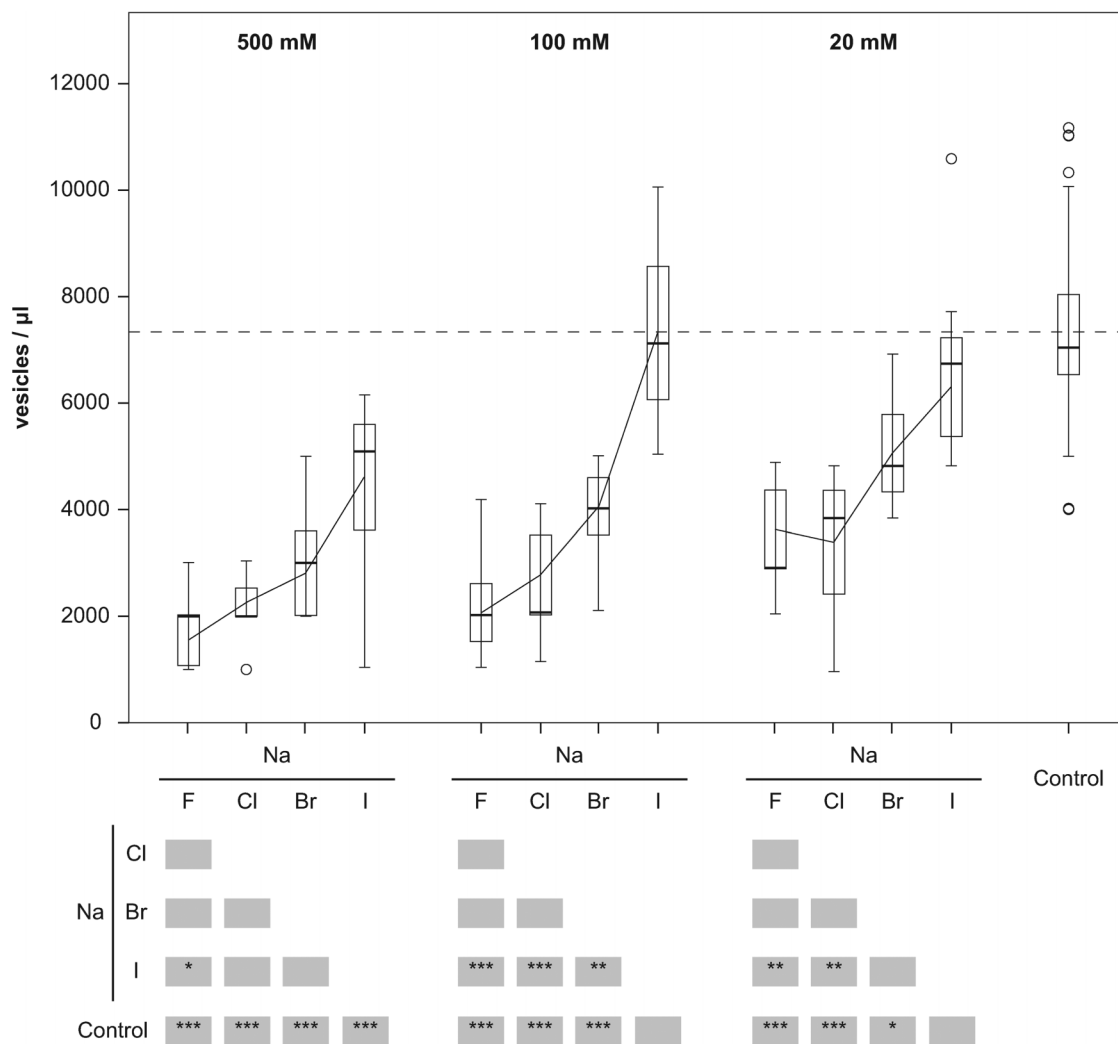 500 mM 100 mM 20 mM
12000
10000
8000
6000
4000
2000
0
vesicles / µl
Na Na Na
Control
F Cl Br I F Cl Br I F Cl Br I
Cl
Na Br
I * *** *** ** ** **
Control *** *** *** *** *** *** *** *** *** *